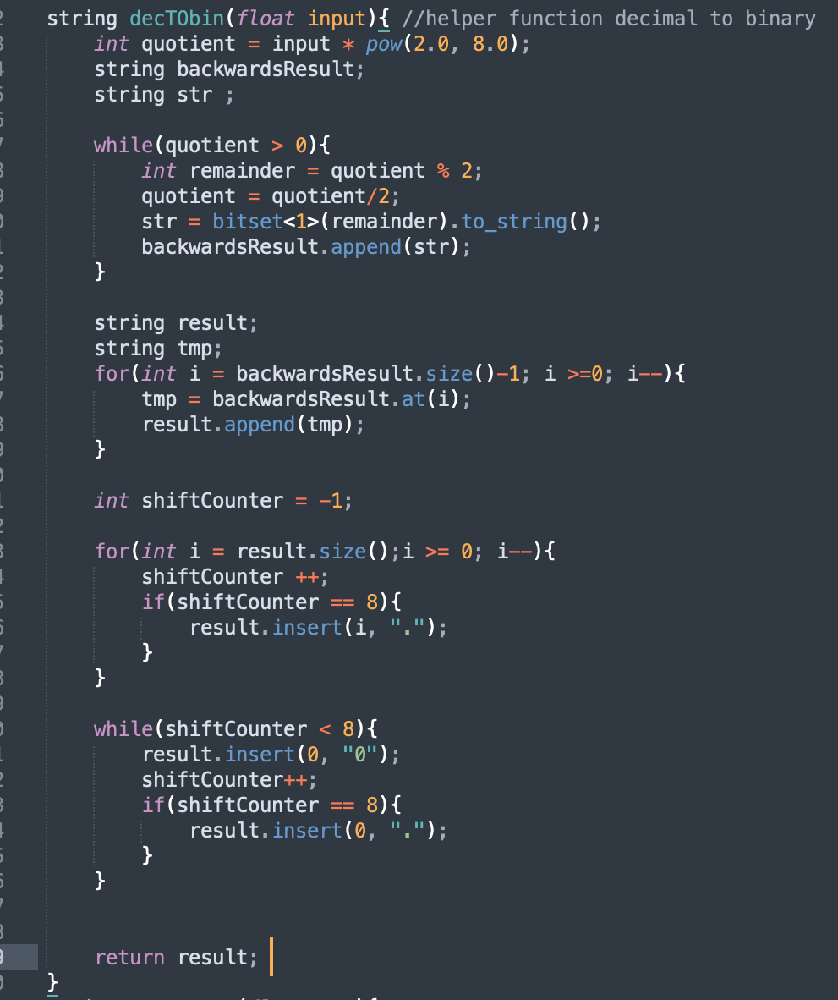 string decTObin(float input){ //helper function decimal to binary
int quotient = input * pow(2.0, 8.0);
string backwardsResult;
string str ;
while(quotient > 0){
int remainder = quotient % 2;
quotient = quotient/2;
str = bitset<1>(remainder).to_string();
backwardsResult.append(str);
}
string result;
string tmp;
for(int i = backwardsResult.size()-1; i >=0; i--){
tmp = backwardsResult.at(i);
result.append(tmp);
}
int shiftCounter = -1;
for(int i = result.size();i >= 0; i--){
shiftCounter ++;
if(shiftCounter == 8){
result.insert(i, ".");
}
}
while(shiftCounter < 8){
result.insert(0, "0");
shiftCounter++;
if(shiftCounter == 8){
result.insert(0, ".");
}
}
return result;
}